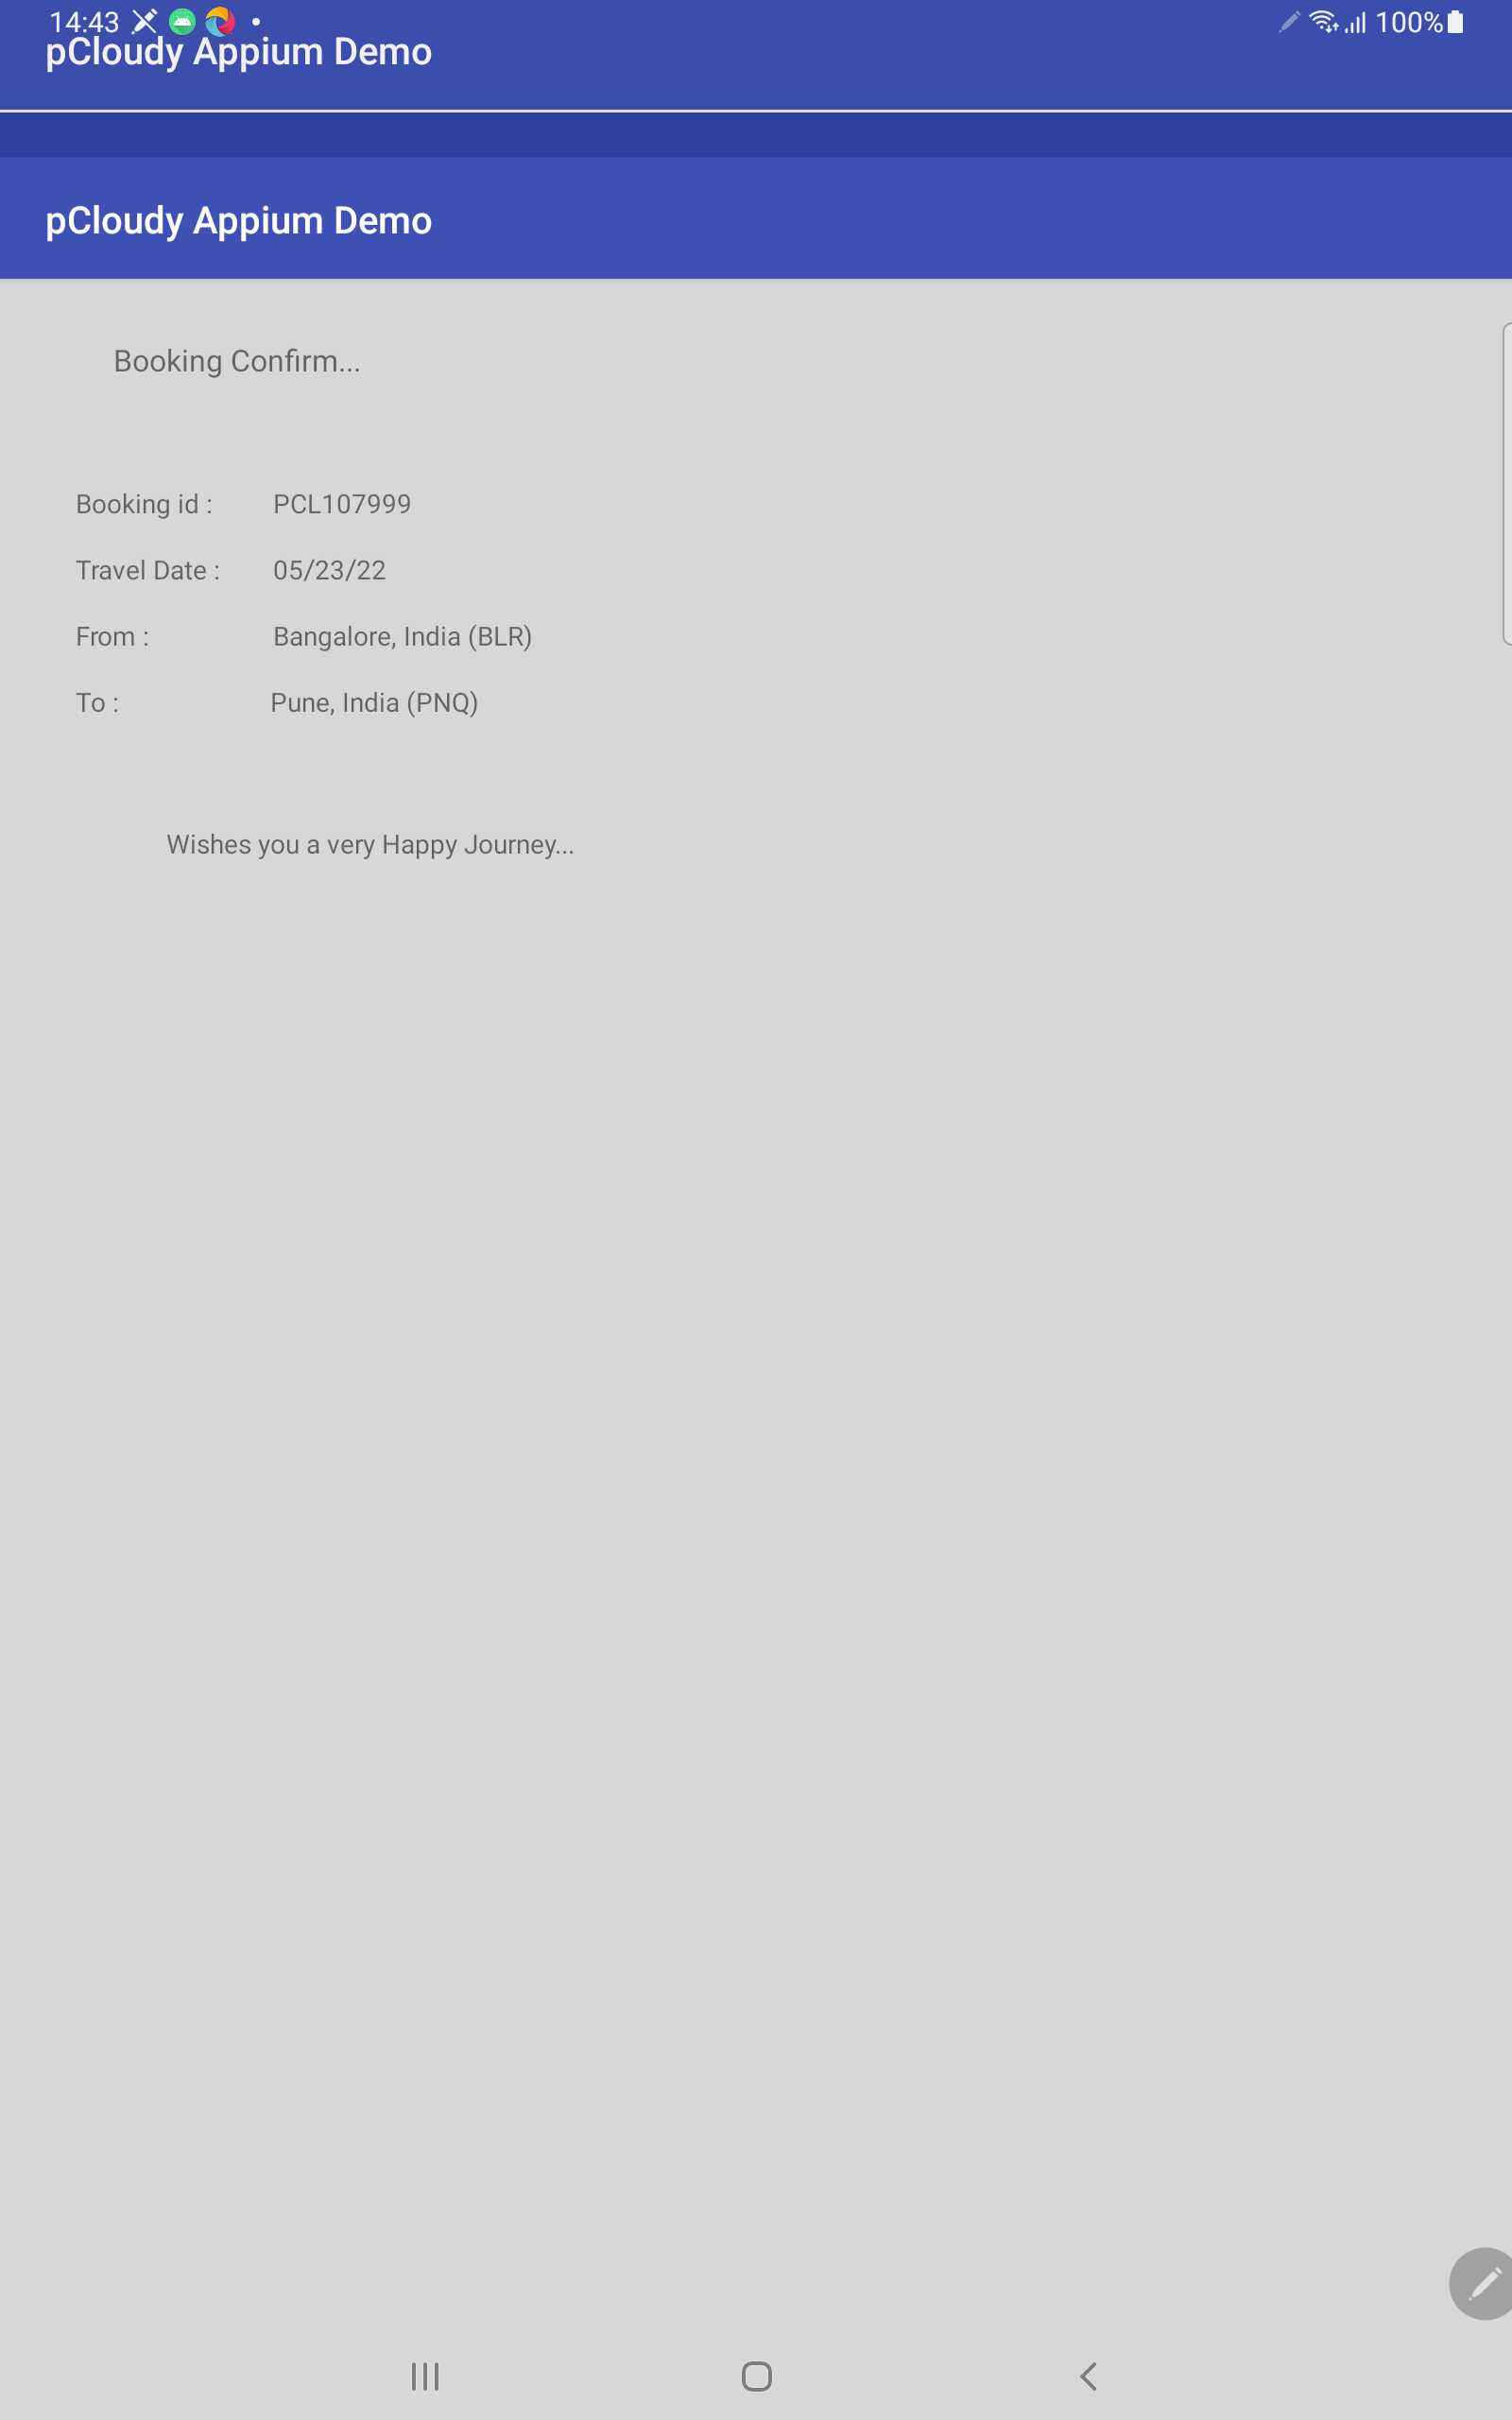 14:43 100%
pCloudy Appium Demo
pCloudy Appium Demo
Booking Confirm...
Booking id : PCL107999
Travel Date : 05/23/22
From : Bangalore, India (BLR)
To : Pune, India (PNQ)
Wishes you a very Happy Journey...